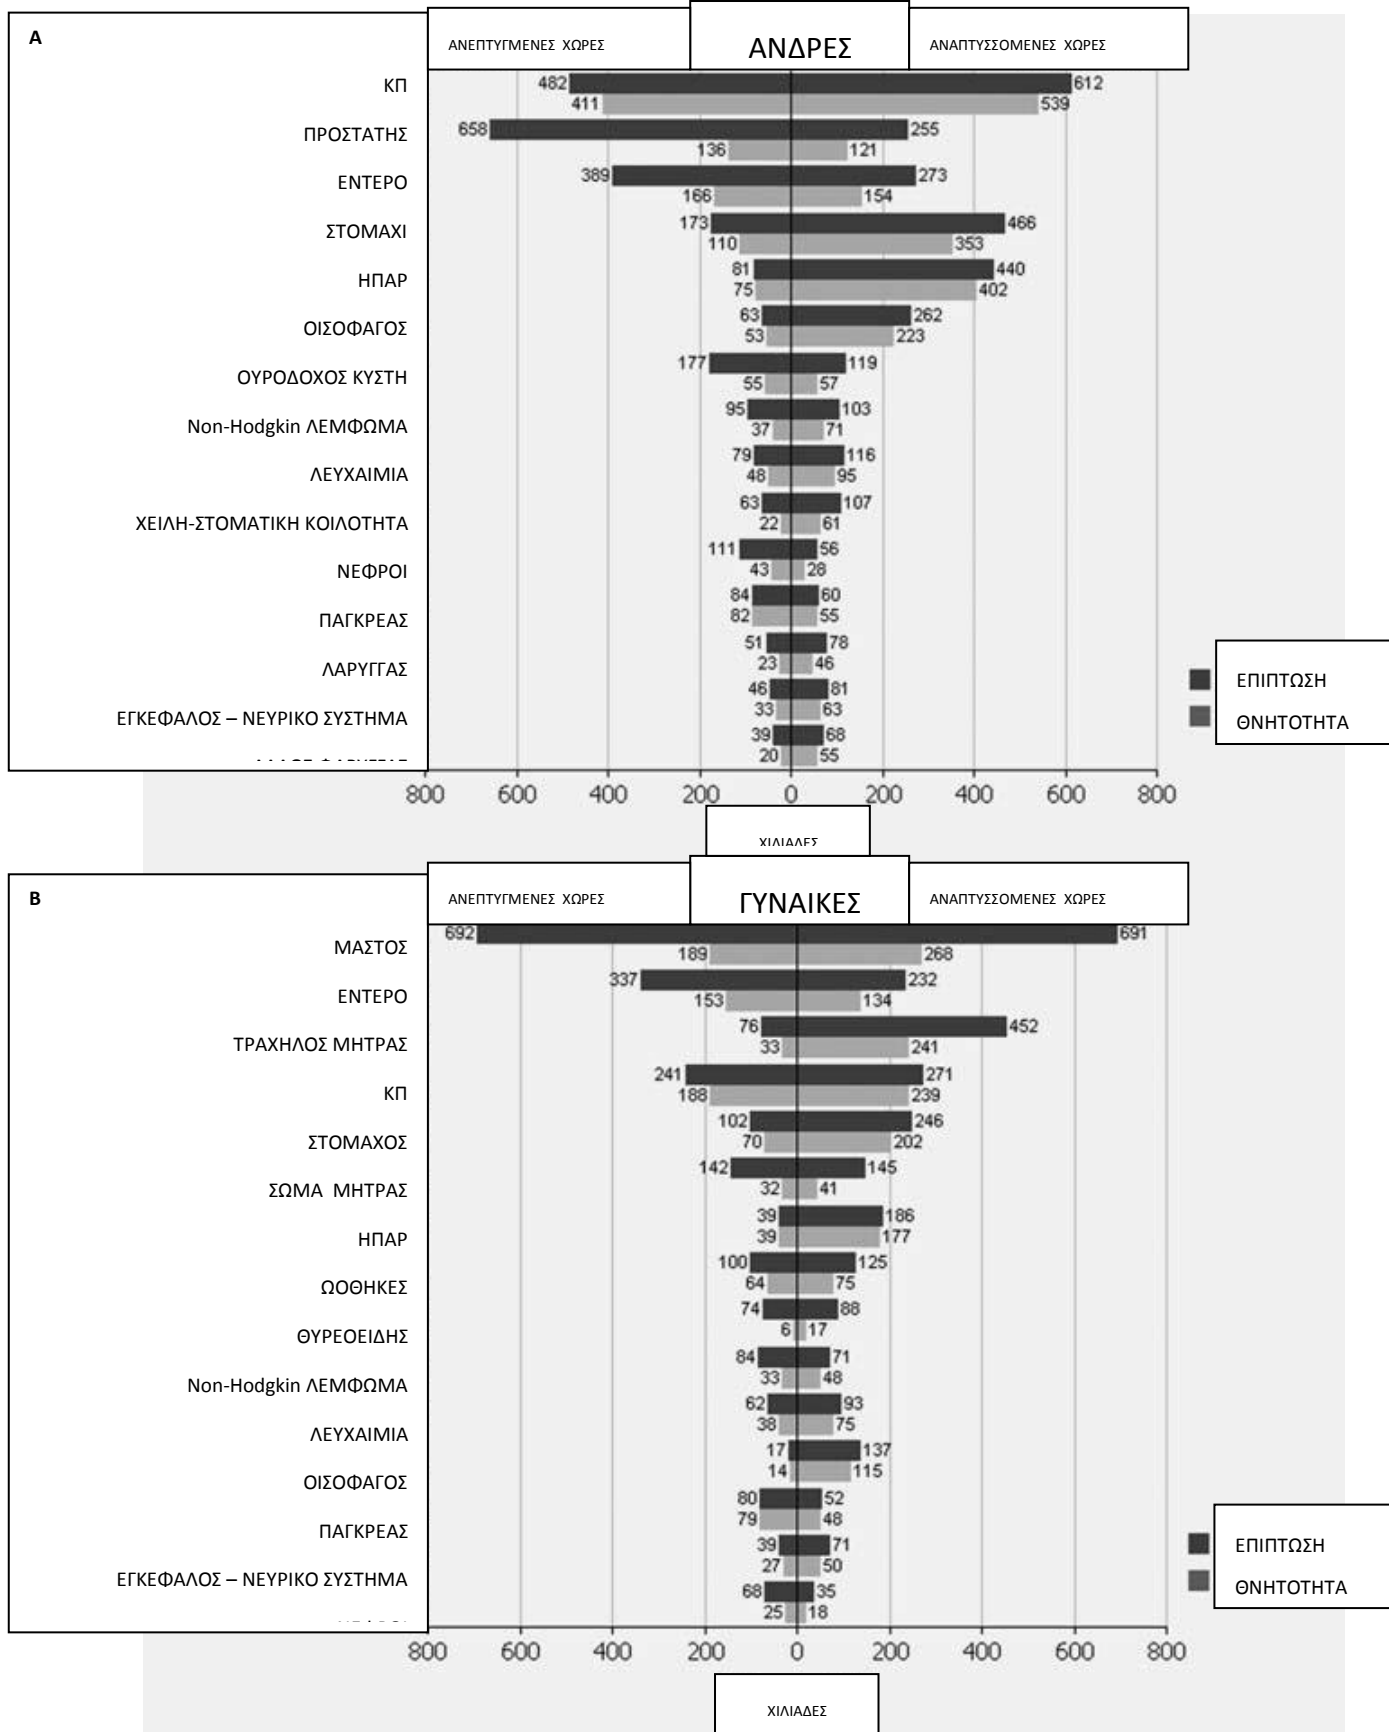 A
ΑΝΕΠΤΥΓΜΕΝΕΣ ΧΩΡΕΣ
ΑΝΔΡΕΣ
ΑΝΑΠΤΥΣΣΟΜΕΝΕΣ ΧΩΡΕΣ
ΚΠ
482 612
411 539
ΠΡΟΣΤΑΤΗΣ
658 255
136 121
ΕΝΤΕΡΟ
389 273
166 154
ΣΤΟΜΑΧΙ
173 466
110 353
ΗΠΑΡ
81 440
75 402
ΟΙΣΟΦΑΓΟΣ
63 262
53 223
ΟΥΡΟΔΟΧΟΣ ΚΥΣΤΗ
177 119
55 57
Non-Hodgkin ΛΕΜΦΩΜΑ
95 103
37 71
ΛΕΥΧΑΙΜΙΑ
79 116
48 95
ΧΕΙΛΗ-ΣΤΟΜΑΤΙΚΗ ΚΟΙΛΟΤΗΤΑ
63 107
22 61
ΝΕΦΡΟΙ
111 56
43 28
ΠΑΓΚΡΕΑΣ
84 60
82 55
ΛΑΡΥΓΓΑΣ
51 78
23 46
ΕΓΚΕΦΑΛΟΣ – ΝΕΥΡΙΚΟ ΣΥΣΤΗΜΑ
46 81
33 63
39 68
20 55
ΕΠΙΠΤΩΣΗ
ΘΝΗΤΟΤΗΤΑ
800 600 400 200 0 200 400 600 800
ΧΙΛΙΑΔΕΣ
B
ΑΝΕΠΤΥΓΜΕΝΕΣ ΧΩΡΕΣ
ΓΥΝΑΙΚΕΣ
ΑΝΑΠΤΥΣΣΟΜΕΝΕΣ ΧΩΡΕΣ
ΜΑΣΤΟΣ
692 691
189 268
ΕΝΤΕΡΟ
337 232
153 134
ΤΡΑΧΗΛΟΣ ΜΗΤΡΑΣ
76 452
33 241
ΚΠ
241 271
188 239
ΣΤΟΜΑΧΟΣ
102 246
70 202
ΣΩΜΑ ΜΗΤΡΑΣ
142 145
32 41
ΗΠΑΡ
39 186
39 177
ΩΟΘΗΚΕΣ
100 125
64 75
ΘΥΡΕΟΕΙΔΗΣ
74 88
6 17
Non-Hodgkin ΛΕΜΦΩΜΑ
84 71
33 48
ΛΕΥΧΑΙΜΙΑ
62 93
38 75
ΟΙΣΟΦΑΓΟΣ
17 137
14 115
ΠΑΓΚΡΕΑΣ
80 52
79 48
ΕΓΚΕΦΑΛΟΣ – ΝΕΥΡΙΚΟ ΣΥΣΤΗΜΑ
39 71
27 50
68 35
25 18
ΕΠΙΠΤΩΣΗ
ΘΝΗΤΟΤΗΤΑ
800 600 400 200 0 200 400 600 800
ΧΙΛΙΑΔΕΣ